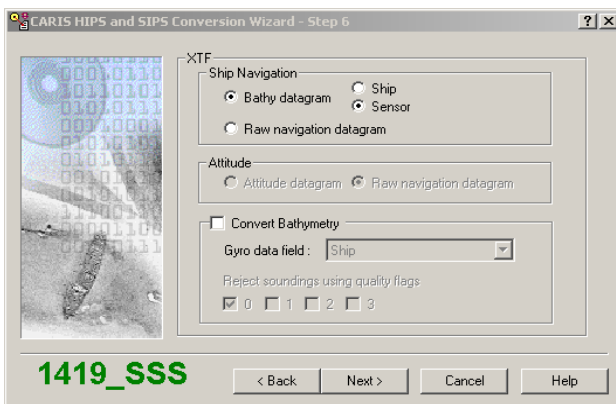 CARIS HIPS and SIPS Conversion Wizard - Step 6
XTF
Ship Navigation
Bathy datagram
Ship
Sensor
Raw navigation datagram
Attitude
Attitude datagram Raw navigation datagram
Convert Bathymetry
Gyro data field : Ship
Reject soundings using quality flags
0 1 2 3
1419_SSS
< Back Next > Cancel Help